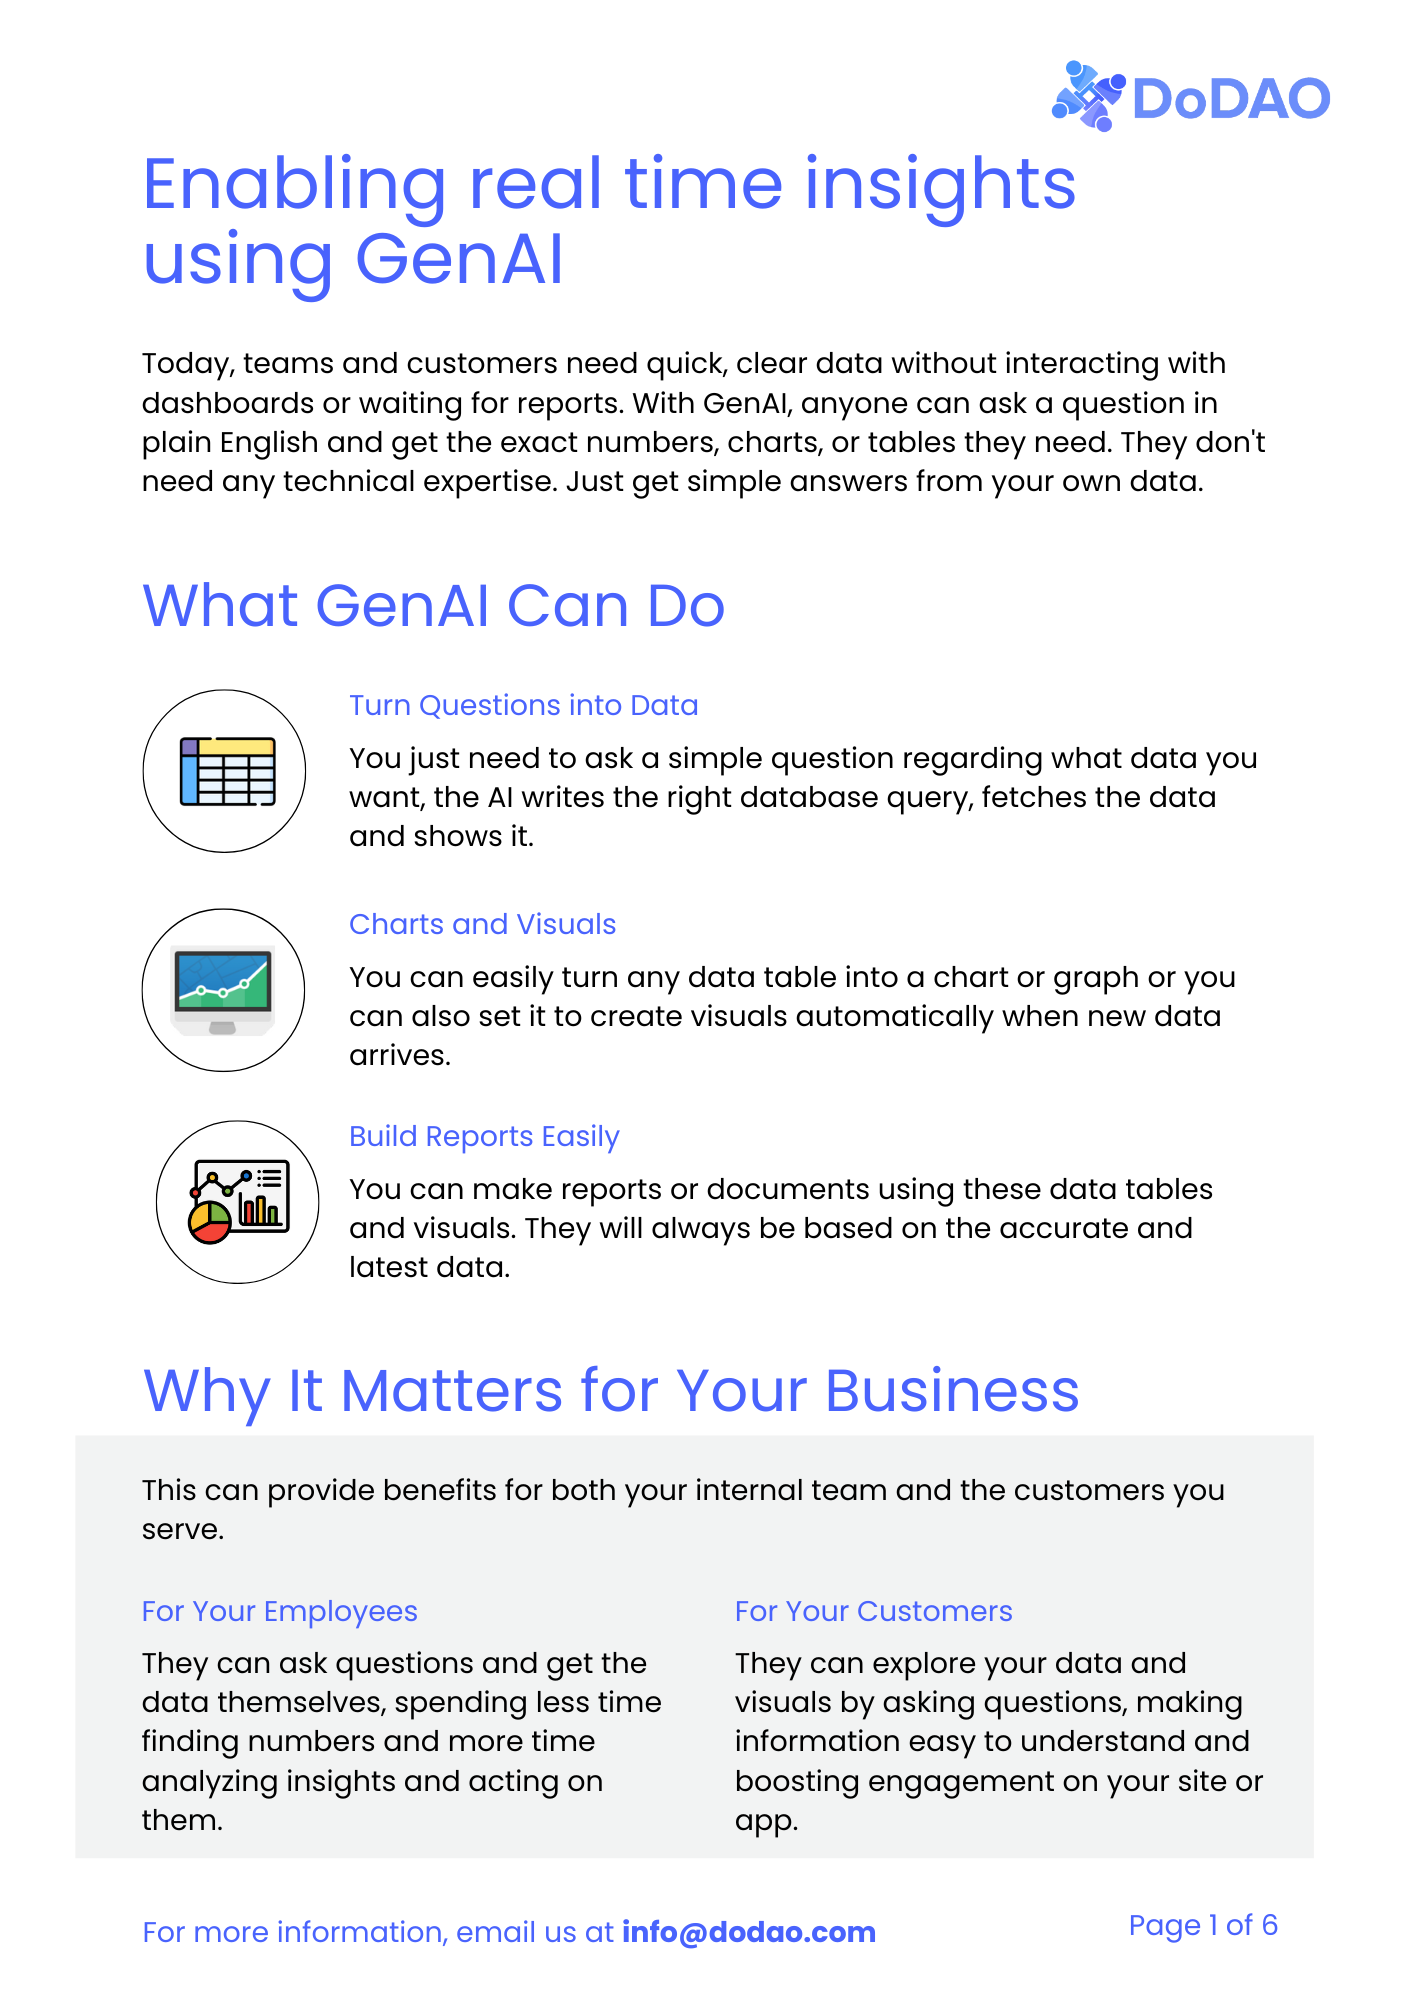 DoDAO
Enabling real time insights
using GenAI
Today, teams and customers need quick, clear data without interacting with
dashboards or waiting for reports. With GenAI, anyone can ask a question in
plain English and get the exact numbers, charts, or tables they need. They don't
need any technical expertise. Just get simple answers from your own data.
What GenAI Can Do
Turn Questions into Data
You just need to ask a simple question regarding what data you
want, the AI writes the right database query, fetches the data
and shows it.
Charts and Visuals
You can easily turn any data table into a chart or graph or you
can also set it to create visuals automatically when new data
arrives.
Build Reports Easily
You can make reports or documents using these data tables
and visuals. They will always be based on the accurate and
latest data.
Why It Matters for Your Business
This can provide benefits for both your internal team and the customers you
serve.
For Your Employees
They can ask questions and get the
data themselves, spending less time
finding numbers and more time
analyzing insights and acting on
them.
For Your Customers
They can explore your data and
visuals by asking questions, making
information easy to understand and
boosting engagement on your site or
app.
For more information, email us at info@dodao.com
Page 1 of 6